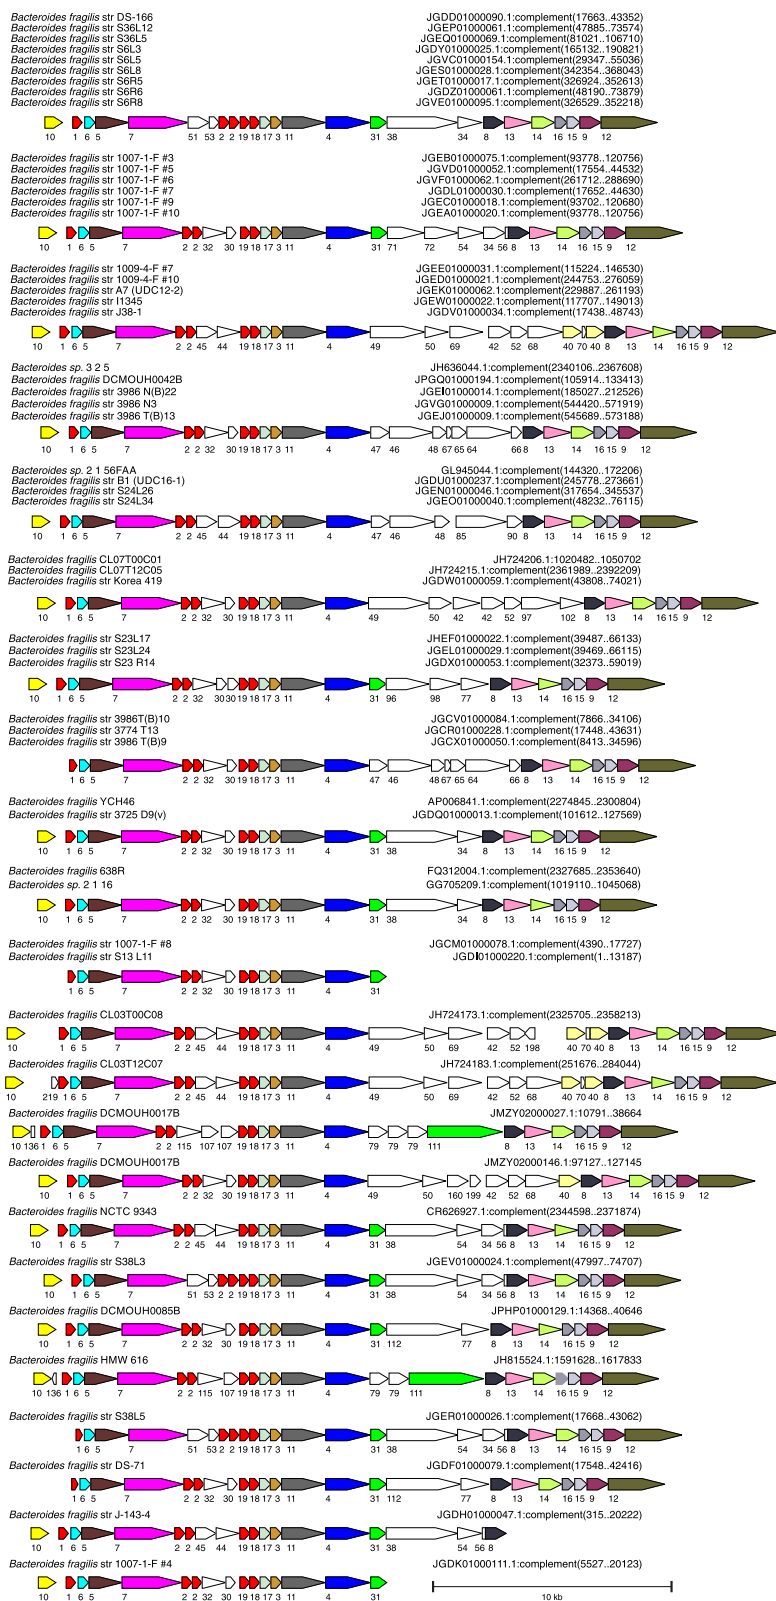 Bacteroides fragilis str DS-166 JGDD01000090.1:complement(17663..43352)
Bacteroides fragilis str S36L12 JGEP01000061.1:complement(47885..73574)
Bacteroides fragilis str S36L5 JGEQ01000069.1:complement(81021..106710)
Bacteroides fragilis str S6L3 JGDY01000025.1:complement(165132..190821)
Bacteroides fragilis str S6L5 JGVC01000154.1:complement(29347..55036)
Bacteroides fragilis str S6L8 JGES01000028.1:complement(342354..368043)
Bacteroides fragilis str S6R5 JGET01000017.1:complement(326924..352613)
Bacteroides fragilis str S6R6 JGDZ01000061.1:complement(48190..73879)
Bacteroides fragilis str S6R8 JGVE01000095.1:complement(326529..352218)
10 1 6 5 7 51 53 2 2 19 18 17 3 11 4 31 38 34 8 13 14 16 15 9 12
Bacteroides fragilis str 1007-1-F #3 JGEB01000075.1:complement(93778..120756)
Bacteroides fragilis str 1007-1-F #5 JGVD01000052.1:complement(17554..44532)
Bacteroides fragilis str 1007-1-F #6 JGVF01000062.1:complement(261712..288690)
Bacteroides fragilis str 1007-1-F #7 JGDL01000030.1:complement(17652..44630)
Bacteroides fragilis str 1007-1-F #9 JGEC01000018.1:complement(93702..120680)
Bacteroides fragilis str 1007-1-F #10 JGEA01000020.1:complement(93778..120756)
10 1 6 5 7 2 2 32 30 19 18 17 3 11 4 31 71 72 54 34 56 8 13 14 16 15 9 12
Bacteroides fragilis str 1009-4-F #7 JGEE01000031.1:complement(115224..146530)
Bacteroides fragilis str 1009-4-F #10 JGED01000021.1:complement(244753..276059)
Bacteroides fragilis str A7 (UDC12-2) JGEK01000062.1:complement(229887..261193)
Bacteroides fragilis str I1345 JGEW01000022.1:complement(117707..149013)
Bacteroides fragilis str J38-1 JGDV01000034.1:complement(17438..48743)
10 1 6 5 7 2 2 45 44 19 18 17 3 11 4 49 50 69 42 52 68 40 70 40 8 13 14 16 15 9 12
Bacteroides sp. 3 2 5 JH636044.1:complement(2340106..2367608)
Bacteroides fragilis DCMOUH0042B JPGQ01000194.1:complement(105914..133413)
Bacteroides fragilis str 3986 N(B)22 JGEI01000014.1:complement(185027..212526)
Bacteroides fragilis str 3986 N3 JGVG01000009.1:complement(544420..571919)
Bacteroides fragilis str 3986 T(B)13 JGEJ01000009.1:complement(545689..573188)
10 1 6 5 7 2 2 32 30 19 18 17 3 11 4 47 46 48 67 65 64 66 8 13 14 16 15 9 12
Bacteroides sp. 2 1 56FAA GL945044.1:complement(144320..172206)
Bacteroides fragilis str B1 (UDC16-1) JGDU01000237.1:complement(245778..273661)
Bacteroides fragilis str S24L26 JGEN01000046.1:complement(317654..345537)
Bacteroides fragilis str S24L34 JGEO01000040.1:complement(48232..76115)
10 1 6 5 7 2 2 45 44 19 18 17 3 11 4 47 46 48 85 90 8 13 14 16 15 9 12
Bacteroides fragilis CL07T00C01 JH724206.1:1020482..1050702
Bacteroides fragilis CL07T12C05 JH724215.1:complement(2361989..2392209)
Bacteroides fragilis str Korea 419 JGDW01000059.1:complement(43808..74021)
10 1 6 5 7 2 2 32 30 19 18 17 3 11 4 49 50 42 42 52 97 102 8 13 14 16 15 9 12
Bacteroides fragilis str S23L17 JHEF01000022.1:complement(39487..66133)
Bacteroides fragilis str S23L24 JGEL01000029.1:complement(39469..66115)
Bacteroides fragilis str S23 R14 JGDX01000053.1:complement(32373..59019)
10 1 6 5 7 2 2 32 30 30 19 18 17 3 11 4 31 96 98 77 8 13 14 16 15 9 12
Bacteroides fragilis str 3986T(B)10 JGCV01000084.1:complement(7866..34106)
Bacteroides fragilis str 3774 T13 JGCR01000228.1:complement(17448..43631)
Bacteroides fragilis str 3986 T(B)9 JGCX01000050.1:complement(8413..34596)
1 6 5 7 2 2 32 30 19 18 17 3 11 4 47 46 48 67 65 64 66 8 13 14 16 15 9 12
Bacteroides fragilis YCH46 AP006841.1:complement(2274845..2300804)
Bacteroides fragilis str 3725 D9(v) JGDQ01000013.1:complement(101612..127569)
10 1 6 5 7 2 2 32 30 19 18 17 3 11 4 31 38 34 8 13 14 16 15 9 12
Bacteroides fragilis 638R FQ312004.1:complement(2327685..2353640)
Bacteroides sp. 2 1 16 GG705209.1:complement(1019110..1045068)
10 1 6 5 7 2 2 32 30 19 18 17 3 11 4 31 38 34 8 13 14 16 15 9 12
Bacteroides fragilis str 1007-1-F #8 JGCM01000078.1:complement(4390..17727)
Bacteroides fragilis str S13 L11 JGDI01000220.1:complement(1..13187)
1 6 5 7 2 2 32 30 19 18 17 3 11 4 31
Bacteroides fragilis CL03T00C08 JH724173.1:complement(2325705..2358213)
10 1 6 5 7 2 2 45 44 19 18 17 3 11 4 49 50 69 42 52 198 40 70 40 8 13 14 16 15 9 12
Bacteroides fragilis CL03T12C07 JH724183.1:complement(251676..284044)
10 219 1 6 5 7 2 2 45 44 19 18 17 3 11 4 49 50 69 42 52 68 40 70 40 8 13 14 16 15 9 12
Bacteroides fragilis DCMOUH0017B JMZY02000027.1:10791..38664
10 136 1 6 5 7 2 2 115 107 107 19 18 17 3 11 4 79 79 79 111 8 13 14 16 15 9 12
Bacteroides fragilis DCMOUH0017B JMZY02000146.1:97127..127145
10 1 6 5 7 2 2 32 30 19 18 17 3 11 4 49 50 160 199 42 52 68 40 8 13 14 16 15 9 12
Bacteroides fragilis NCTC 9343 CR626927.1:complement(2344598..2371874)
10 1 6 5 7 2 2 45 44 19 18 17 3 11 4 31 38 54 34 56 8 13 14 16 15 9 12
Bacteroides fragilis str S38L3 JGEV01000024.1:complement(47997..74707)
10 1 6 5 7 51 53 2 2 19 18 17 3 11 4 31 38 54 34 56 8 13 14 16 15 9 12
Bacteroides fragilis DCMOUH0085B JPHP01000129.1:14368..40646
10 1 6 5 7 2 2 32 30 19 18 17 3 11 4 31 112 77 8 13 14 16 15 9 12
Bacteroides fragilis HMW 616 JH815524.1:1591628..1617833
10 136 1 6 5 7 2 2 115 107 19 18 17 3 11 4 79 79 111 8 13 14 16 15 9 12
Bacteroides fragilis str S38L5 JGER01000026.1:complement(17668..43062)
1 6 5 7 51 53 2 2 19 18 17 3 11 4 31 38 54 34 56 8 13 14 16 15 9 12
Bacteroides fragilis str DS-71 JGDF01000079.1:complement(17548..42416)
1 6 5 7 2 2 32 30 19 18 17 3 11 4 31 112 77 8 13 14 16 15 9 12
Bacteroides fragilis str J-143-4 JGDH01000047.1:complement(315..20222)
10 1 6 5 7 2 2 45 44 19 18 17 3 11 4 31 38 54 56 8
Bacteroides fragilis str 1007-1-F #4 JGDK01000111.1:complement(5527..20123)
10 1 6 5 7 2 2 32 30 19 18 17 3 11 4 31
10 kb